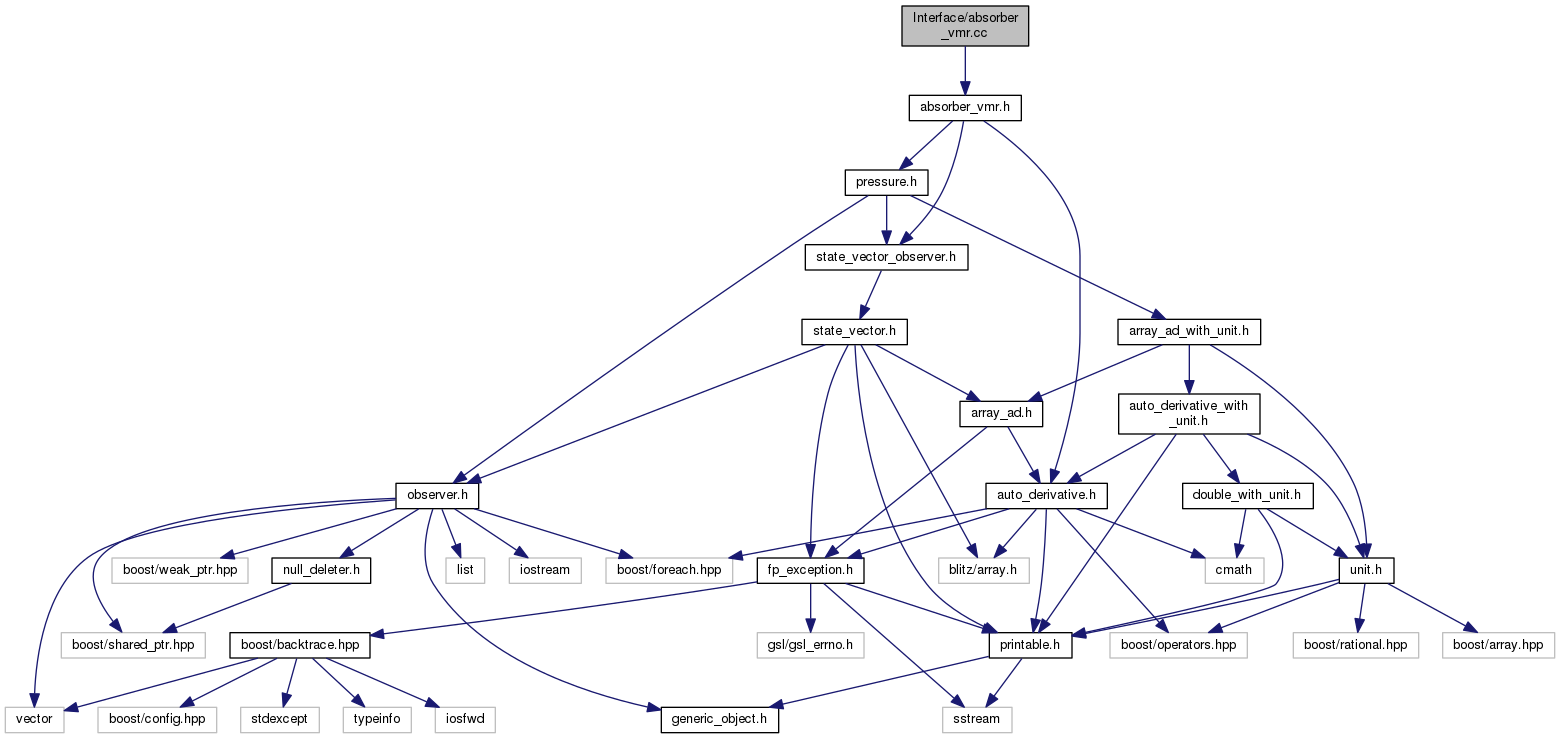 Interface/absorber
_vmr.cc
absorber_vmr.h
pressure.h
state_vector_observer.h
state_vector.h
array_ad_with_unit.h
array_ad.h
auto_derivative_with
_unit.h
observer.h
auto_derivative.h
double_with_unit.h
boost/weak_ptr.hpp
null_deleter.h
list
iostream
boost/foreach.hpp
fp_exception.h
blitz/array.h
cmath
unit.h
boost/shared_ptr.hpp
boost/backtrace.hpp
gsl/gsl_errno.h
printable.h
boost/operators.hpp
boost/rational.hpp
boost/array.hpp
vector
boost/config.hpp
stdexcept
typeinfo
iosfwd
generic_object.h
sstream